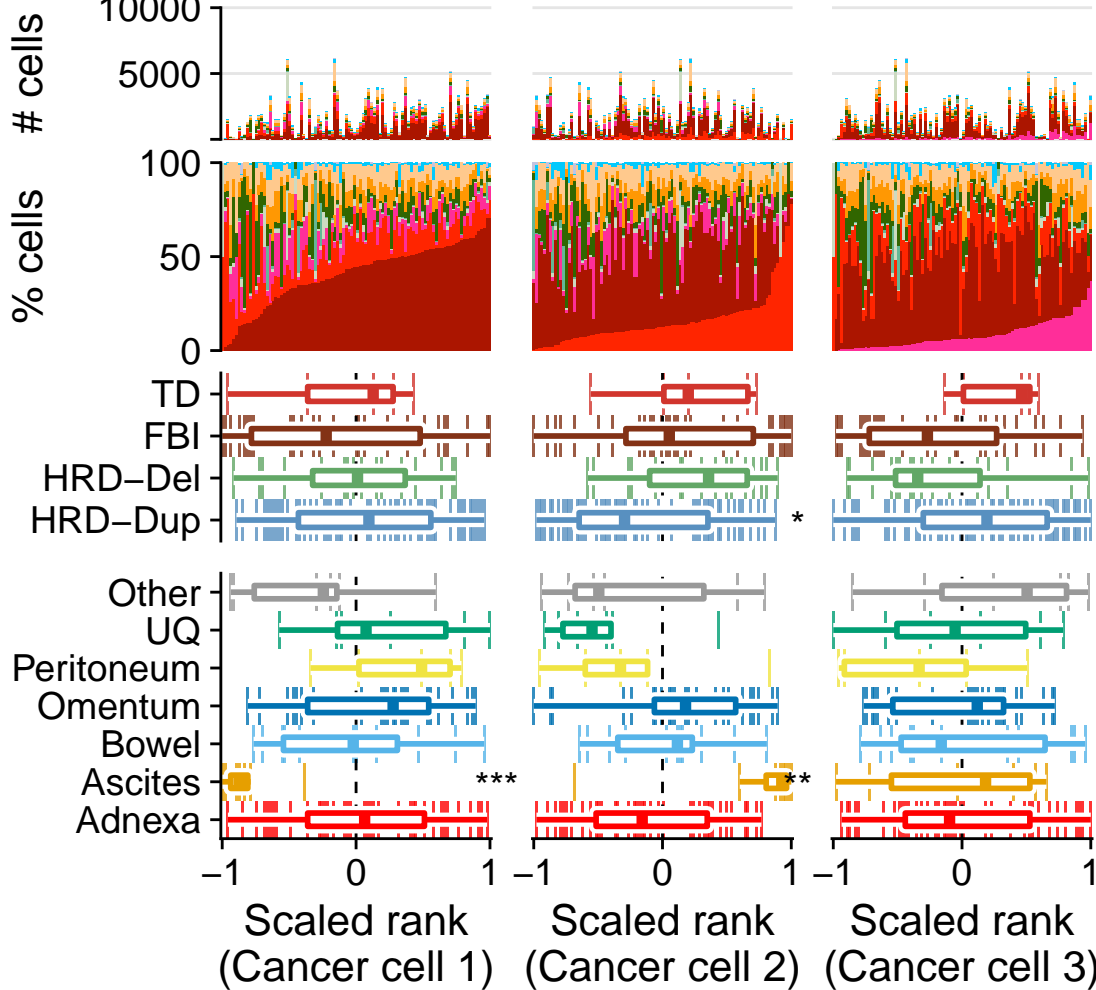 # cells
10000
5000
% cells
100
50
0
TD
FBI
HRD−Del
HRD−Dup
*
Other
UQ
Peritoneum
Omentum
Bowel
Ascites
***
**
Adnexa
−1 0 1 −1 0 1 −1 0 1
Scaled rank Scaled rank Scaled rank
(Cancer cell 1) (Cancer cell 2) (Cancer cell 3)